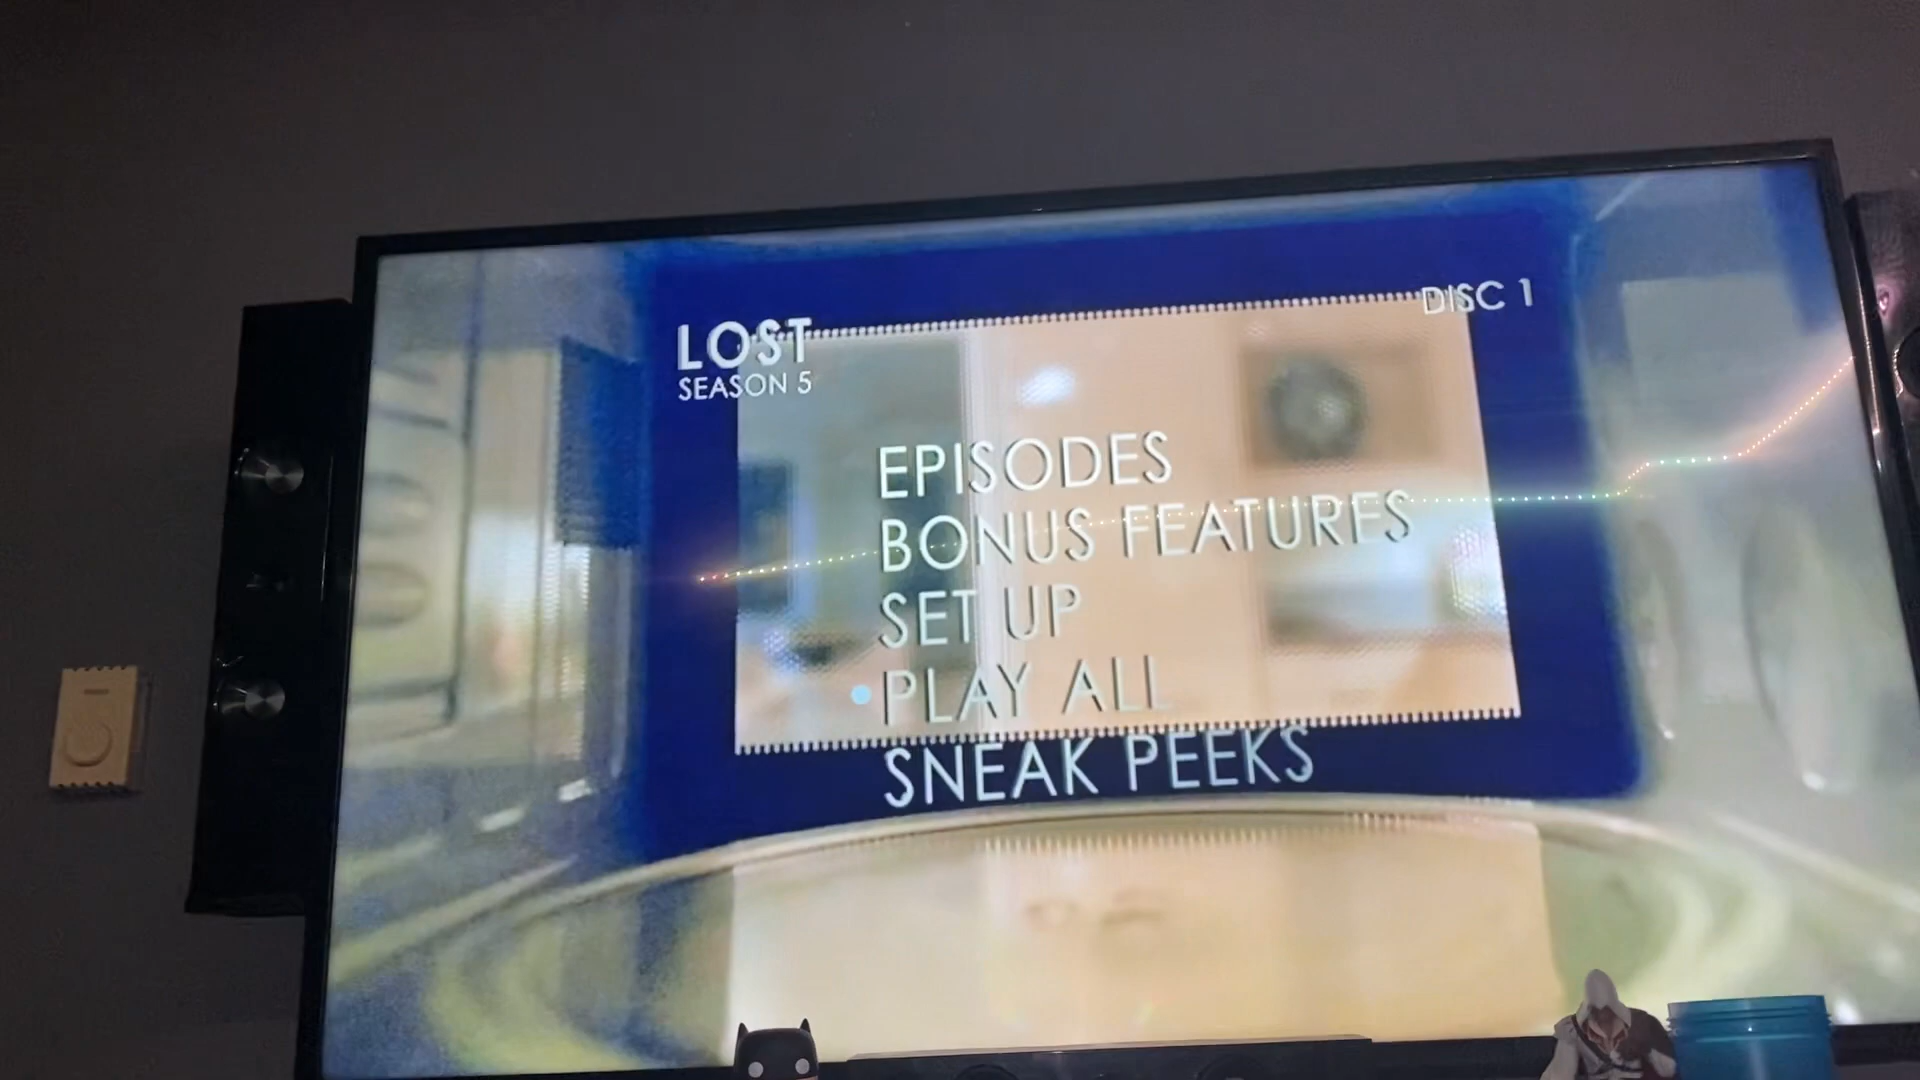 LOST
SEASON 5
DISC 1
EPISODES
BONUS FEATURES
SET UP
PLAY ALL
SNEAK PEEKS